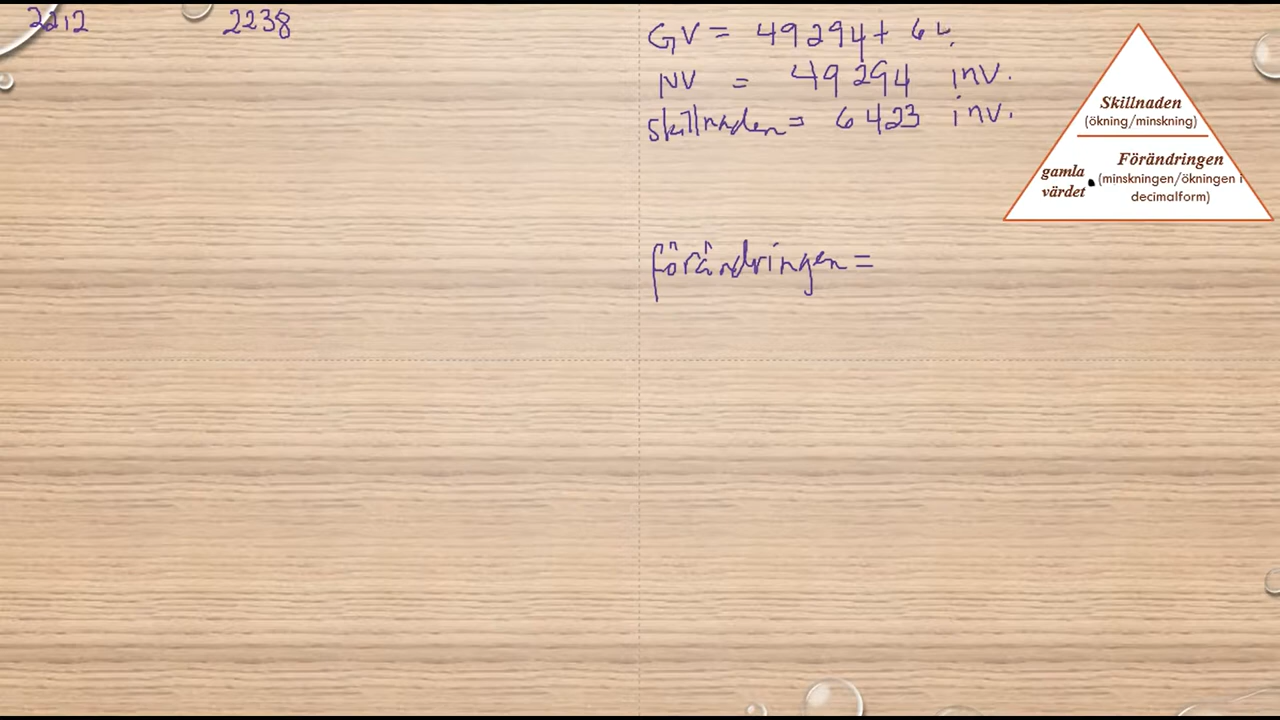 2212 2238
GV = 49294+ 64
NV = 49294 inv.
skillnaden= 6423 inv.
förändringen=
Skillnaden
(ökning/minskning)
gamla
värdet
Förändringen
(minskningen/ökningen i
decimalform)